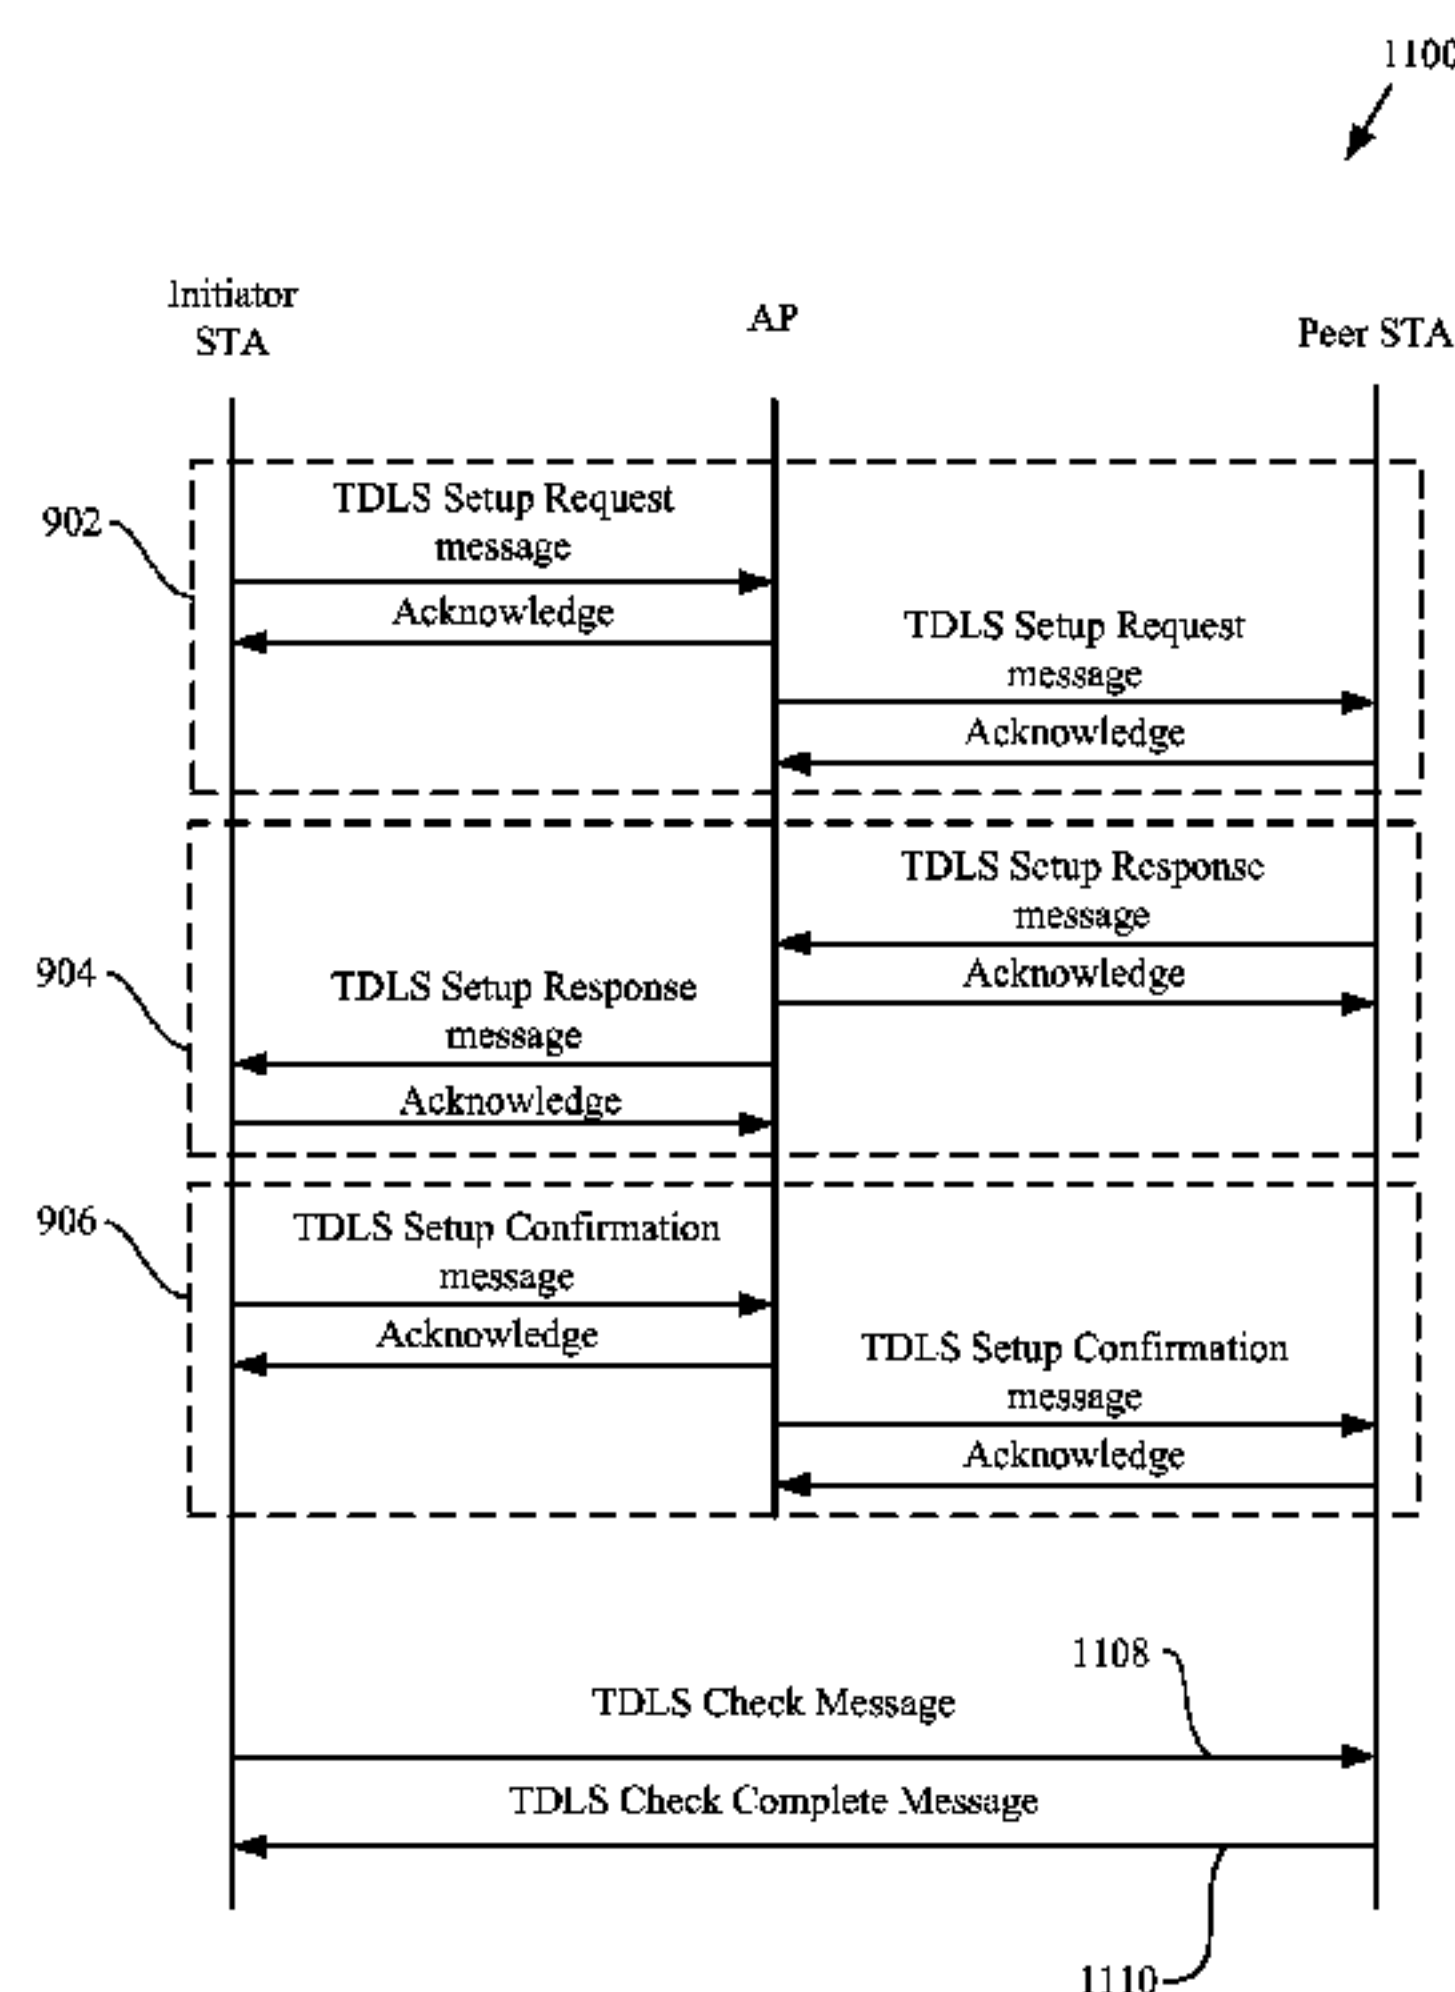 1100
Initiator
STA
AP
Peer STA
902
TDLS Setup Request
message
Acknowledge
TDLS Setup Request
message
Acknowledge
TDLS Setup Response
message
Acknowledge
904
TDLS Setup Response
message
Acknowledge
906
TDLS Setup Confirmation
message
Acknowledge
TDLS Setup Confirmation
message
Acknowledge
1108
TDLS Check Message
TDLS Check Complete Message
1110